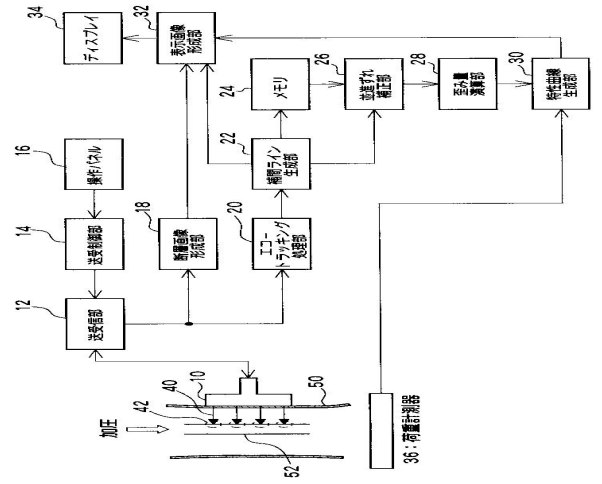 34
ディスプレイ
32
表示画像
形成部
24
メモリ
26
並進ずれ
補正部
28
歪み量
演算部
30
特性曲線
生成部
22
補間ライン
生成部
16
操作パネル
14
送受制御部
18
断層画像
形成部
20
エコー
トラッキング
処理部
12
送受信部
10
40
42
50
52
加圧
36:荷重計測器